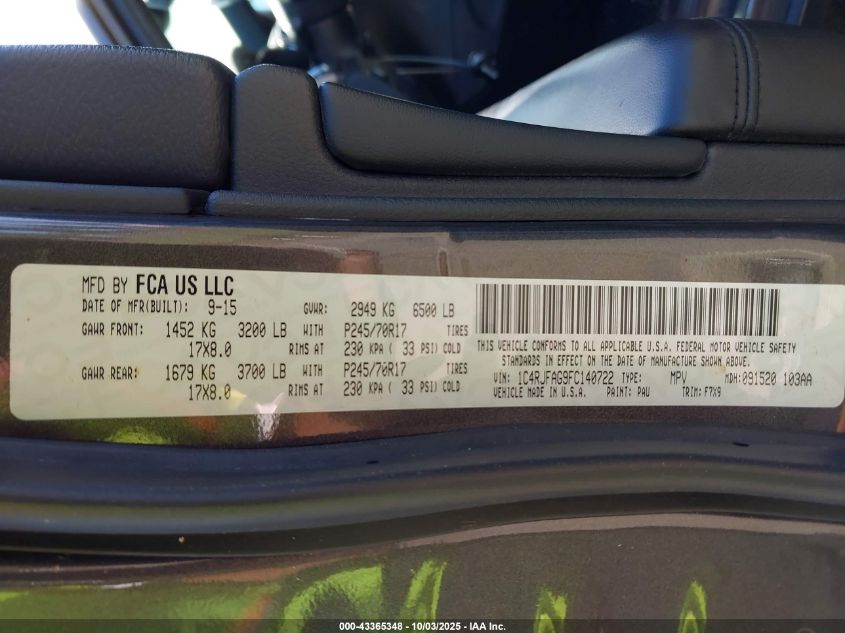 MFD BY FCA US LLC
DATE OF MFR(BUILT): 9-15 GVWR: 2949 KG 6500 LB
GAWR FRONT: 1452 KG 3200 LB WITH P245/70R17 TIRES
17X8.0 RIMS AT 230 KPA ( 33 PSI) COLD
GAWR REAR: 1679 KG 3700 LB WITH P245/70R17 TIRES
17X8.0 RIMS AT 230 KPA ( 33 PSI) COLD
THIS VEHICLE CONFORMS TO ALL APPLICABLE U.S.A. FEDERAL MOTOR VEHICLE SAFETY
STANDARDS IN EFFECT ON THE DATE OF MANUFACTURE SHOWN ABOVE.
VIN: 1C4RJFAG9FC140722 TYPE: MPV MDH: 091520 103AA
VEHICLE MADE IN U.S.A. PAINT: PAU TRIM: F7X9
000-43365348 - 10/03/2025 - IAA Inc.